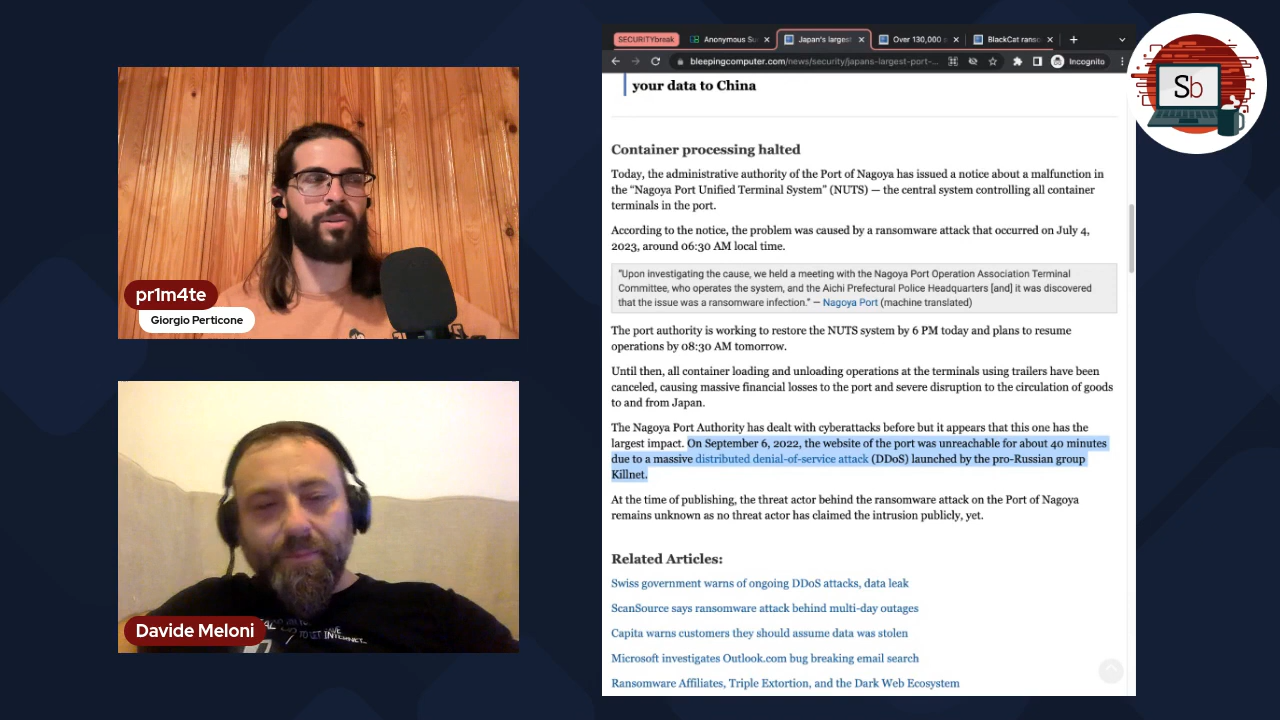 pr1m4te
Giorgio Perticone
Davide Meloni
SECURITYbreak
Anonymous Su
Japan's largest
Over 130,000
BlackCat ranso
bleepingcomputer.com/news/security/japans-largest-port-...
Incognito
Sb
your data to China
Container processing halted
Today, the administrative authority of the Port of Nagoya has issued a notice about a malfunction in
the “Nagoya Port Unified Terminal System” (NUTS) — the central system controlling all container
terminals in the port.
According to the notice, the problem was caused by a ransomware attack that occurred on July 4,
2023, around 06:30 AM local time.
“Upon investigating the cause, we held a meeting with the Nagoya Port Operation Association Terminal
Committee, who operates the system, and the Aichi Prefectural Police Headquarters [and] it was discovered
that the issue was a ransomware infection.” — Nagoya Port (machine translated)
The port authority is working to restore the NUTS system by 6 PM today and plans to resume
operations by 08:30 AM tomorrow.
Until then, all container loading and unloading operations at the terminals using trailers have been
canceled, causing massive financial losses to the port and severe disruption to the circulation of goods
to and from Japan.
The Nagoya Port Authority has dealt with cyberattacks before but it appears that this one has the
largest impact. On September 6, 2022, the website of the port was unreachable for about 40 minutes
due to a massive distributed denial-of-service attack (DDoS) launched by the pro-Russian group
Killnet.
At the time of publishing, the threat actor behind the ransomware attack on the Port of Nagoya
remains unknown as no threat actor has claimed the intrusion publicly, yet.
Related Articles:
Swiss government warns of ongoing DDoS attacks, data leak
ScanSource says ransomware attack behind multi-day outages
Capita warns customers they should assume data was stolen
Microsoft investigates Outlook.com bug breaking email search
Ransomware Affiliates, Triple Extortion, and the Dark Web Ecosystem